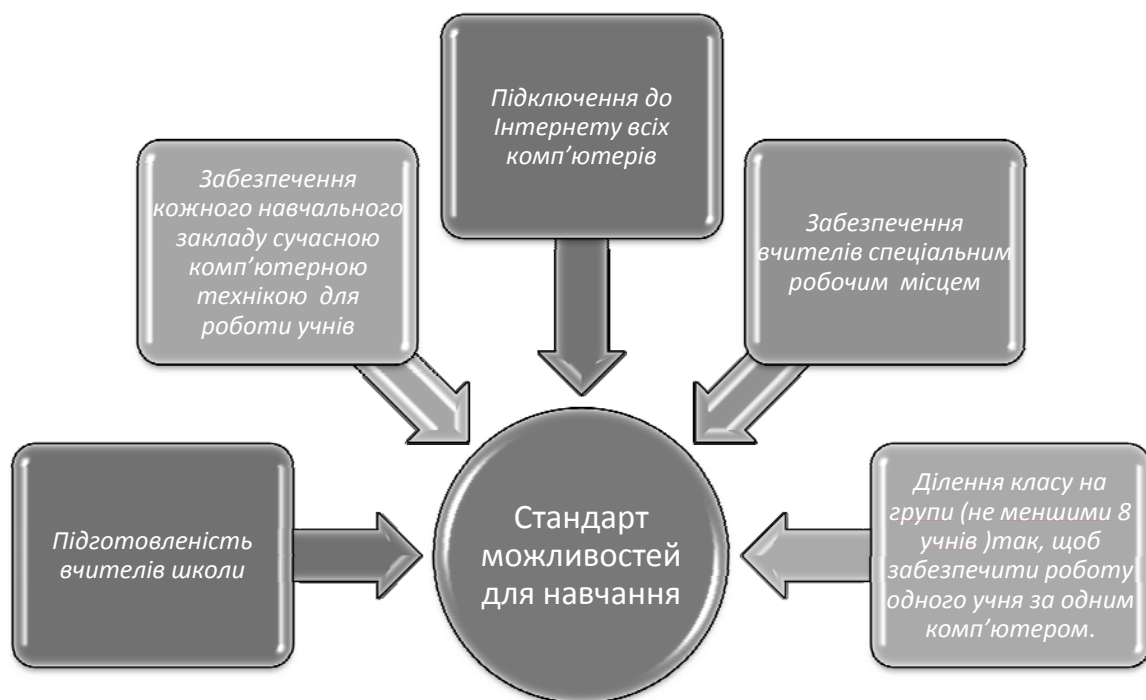 Підключення до
Інтернету всіх
комп’ютерів
Забезпечення
кожного навчального
закладу сучасною
комп’ютерною
технікою для
роботи учнів
Забезпечення
вчителів спеціальним
робочим місцем
Підготовленість
вчителів школи
Стандарт
можливостей
для навчання
Ділення класу на
групи (не меншими 8
учнів )так, щоб
забезпечити роботу
одного учня за одним
комп’ютером.